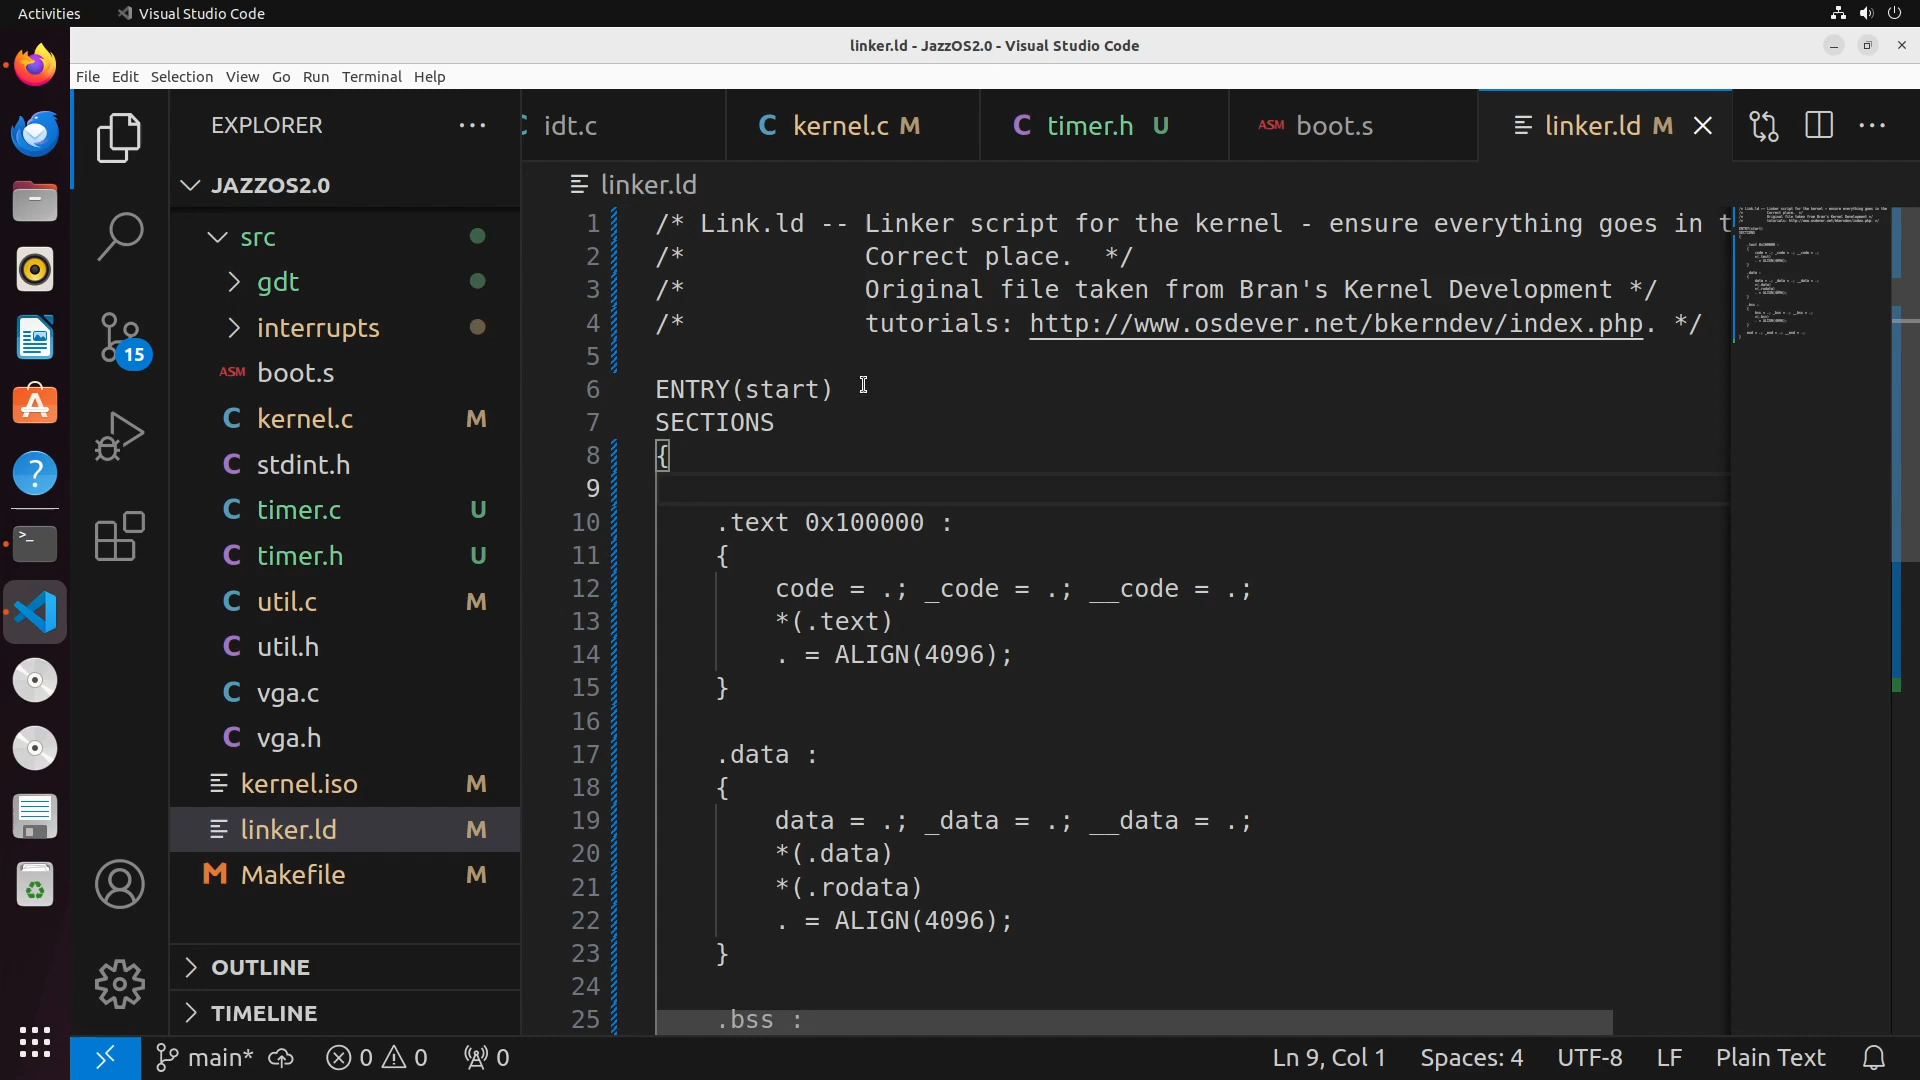 Activities
Visual Studio Code
linker.ld - JazzOS2.0 - Visual Studio Code
File Edit Selection View Go Run Terminal Help
EXPLORER
idt.c
kernel.c M
timer.h U
boot.s
linker.ld M
JAZZOS2.0
src
gdt
interrupts
boot.s
kernel.c M
stdint.h
timer.c U
timer.h U
util.c M
util.h
vga.c
vga.h
kernel.iso M
linker.ld M
Makefile M
OUTLINE
TIMELINE
15
linker.ld
1 /* Link.ld -- Linker script for the kernel - ensure everything goes in t
2 /* Correct place. */
3 /* Original file taken from Bran's Kernel Development */
4 /* tutorials: http://www.osdever.net/bkerndev/index.php. */
5
6 ENTRY(start)
7 SECTIONS
8 {
9
10 .text 0x100000 :
11 {
12 code = .; _code = .; __code = .;
13 *(.text)
14 . = ALIGN(4096);
15 }
16
17 .data :
18 {
19 data = .; _data = .; __data = .;
20 *(.data)
21 *(.rodata)
22 . = ALIGN(4096);
23 }
24
25 .bss :
main* 0 0 0
Ln 9, Col 1 Spaces: 4 UTF-8 LF Plain Text